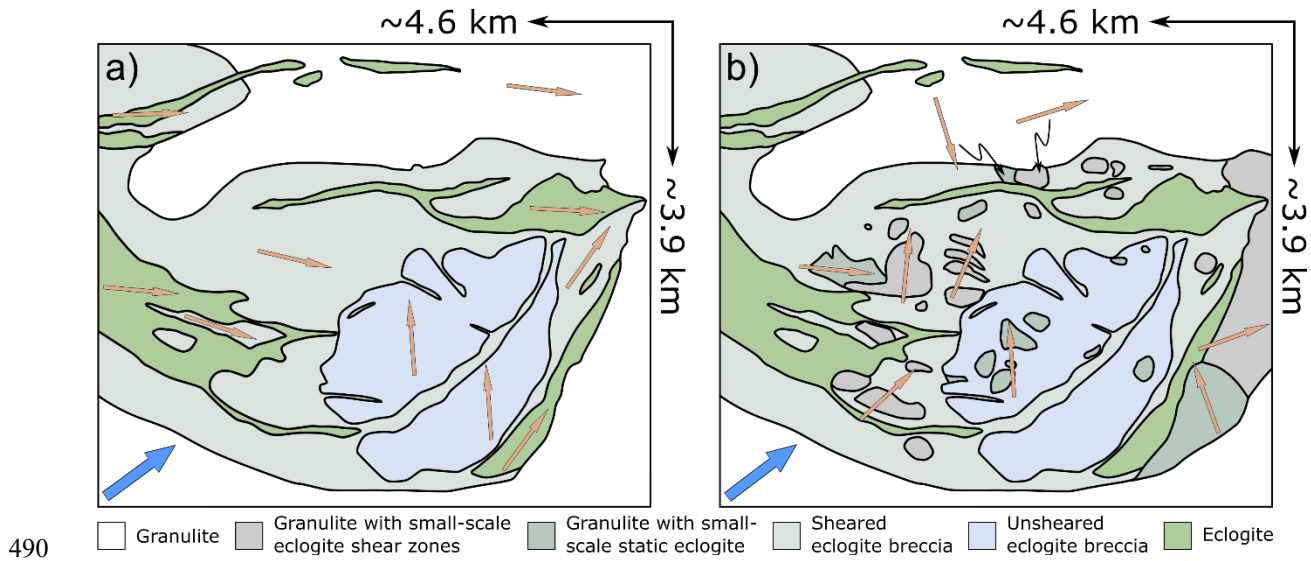 ~4.6 km
~4.6 km
a)
b)
~3.9 km
~3.9 km
490
Granulite
Granulite with small-scale
eclogite shear zones
Granulite with small-
scale static eclogite
Sheared
eclogite breccia
Unsheared
eclogite breccia
Eclogite